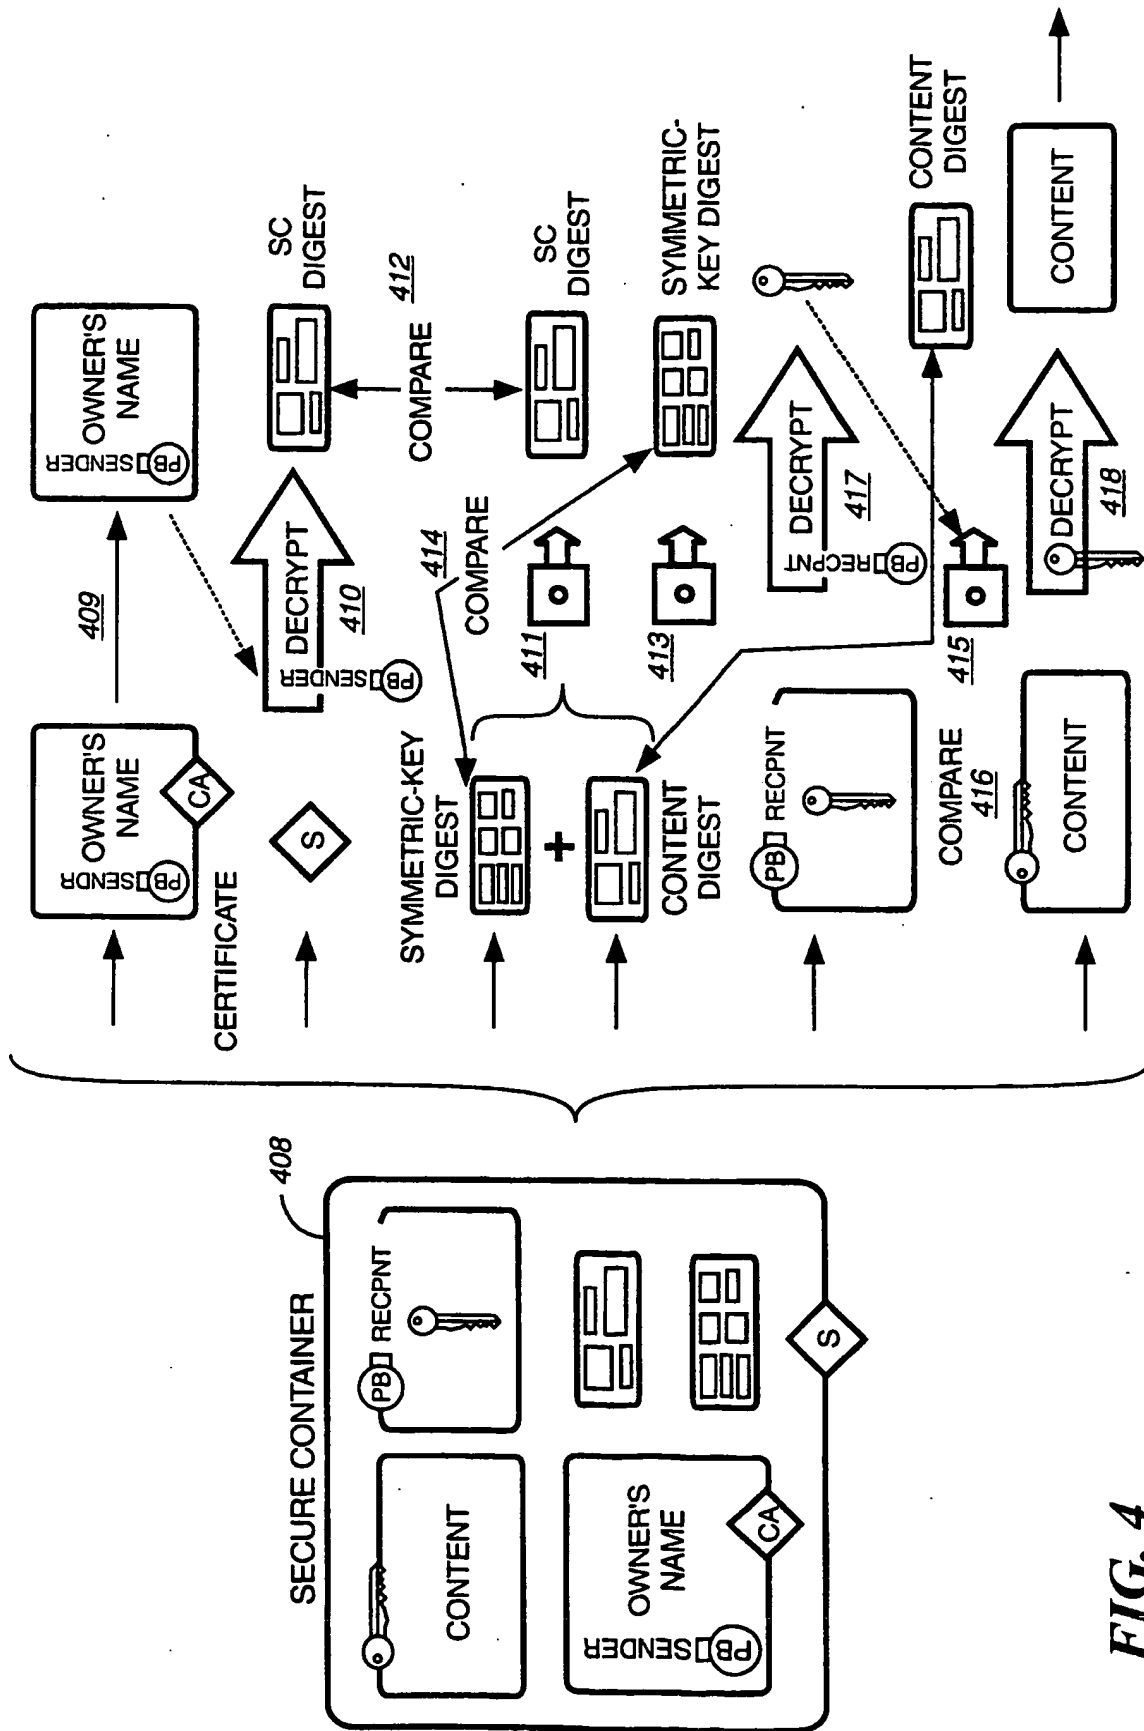 SECURE CONTAINER
408
CONTENT
PB
RECPNT
OWNER'S
NAME
PB
SENDER
CA
S
OWNER'S
NAME
PB
SENDR
CA
CERTIFICATE
409
OWNER'S
NAME
PB
SENDER
S
PB
SENDER
DECRYPT
410
SC
DIGEST
COMPARE
412
SYMMETRIC-KEY
DIGEST
+
CONTENT
DIGEST
414
COMPARE
411
SC
DIGEST
413
SYMMETRIC-
KEY DIGEST
PB
RECPNT
PB
RECPNT
DECRYPT
417
COMPARE
416
415
CONTENT
DIGEST
CONTENT
DECRYPT
418
CONTENT
FIG. 4